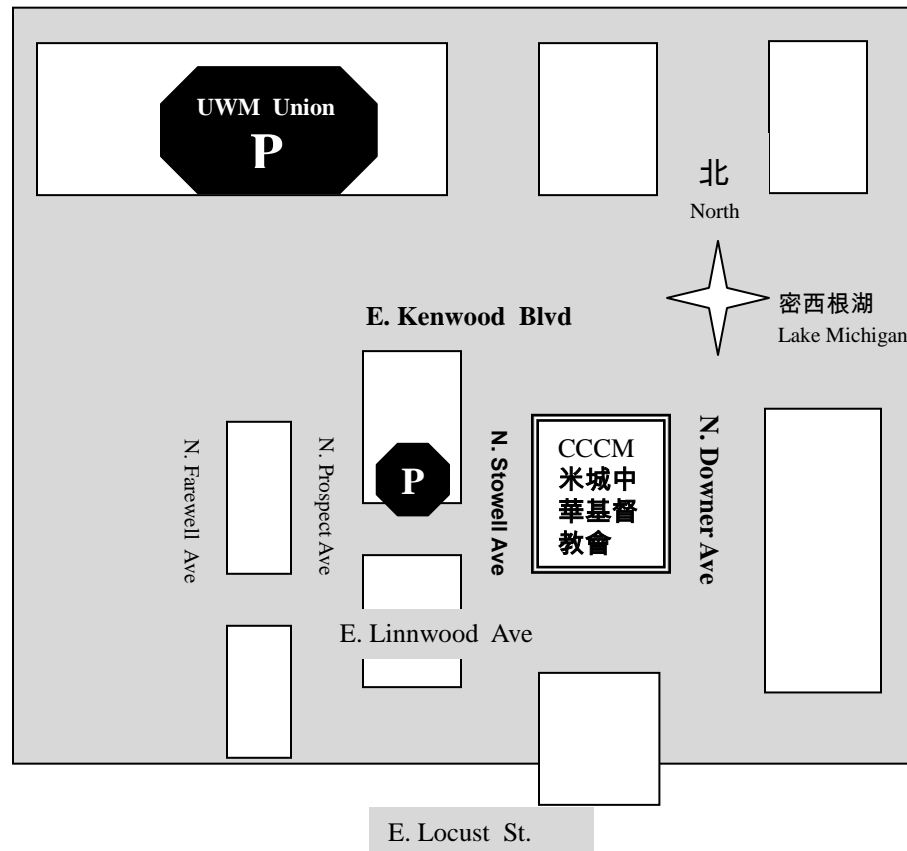 UWM Union
P
北
North
密西根湖
Lake Michigan
E. Kenwood Blvd
N. Farewell Ave
N. Prospect Ave
P
N. Stowell Ave
CCCM
米城中
華基督
教會
N. Downer Ave
E. Linnwood Ave
E. Locust St.